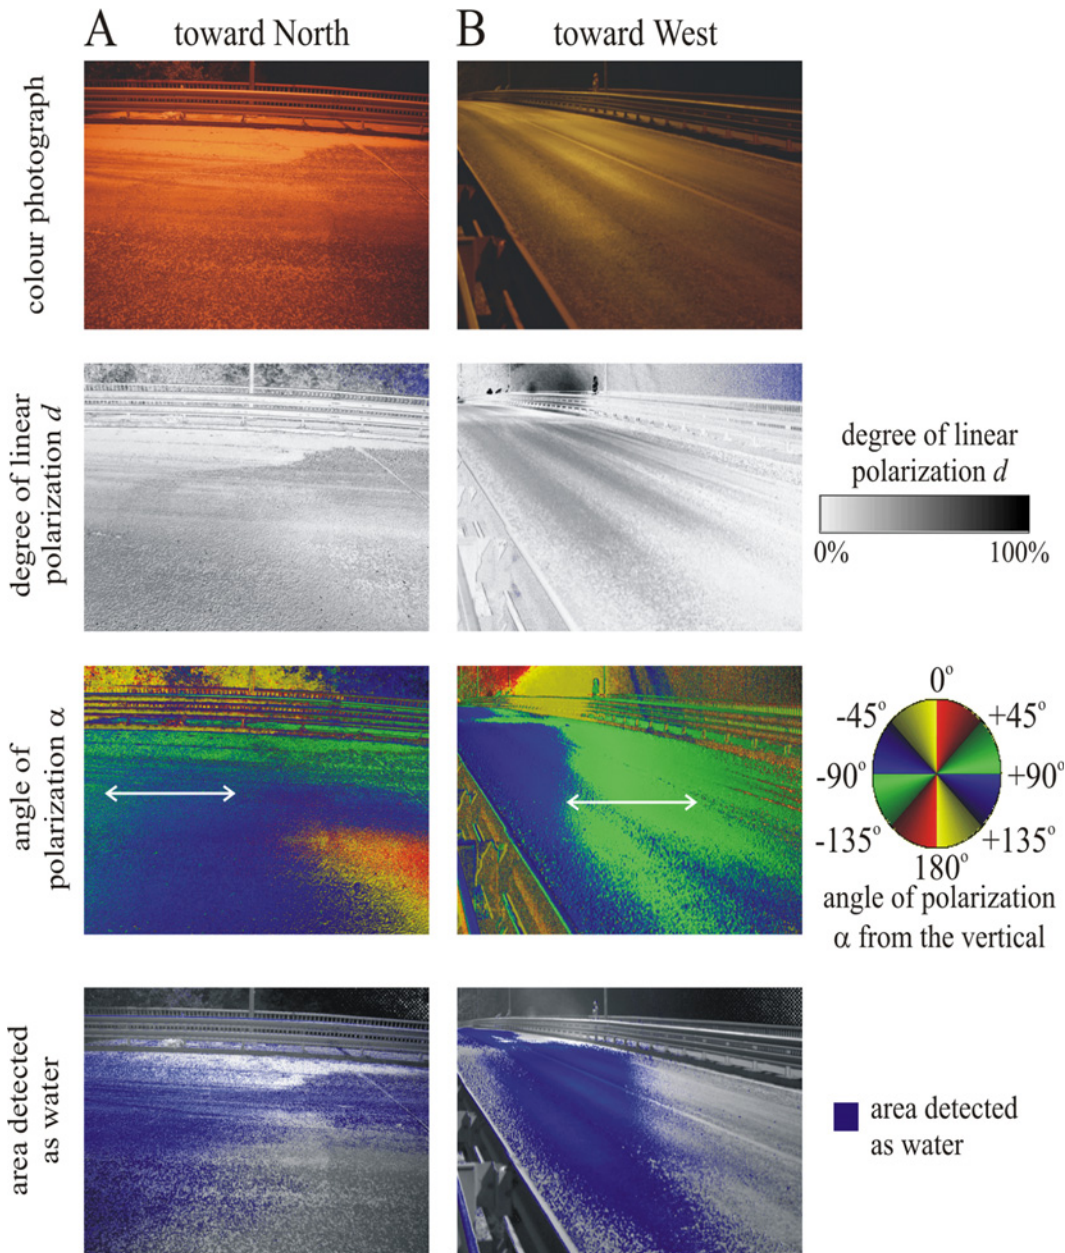 A toward North
B toward West
colour photograph
degree of linear
polarization d
degree of linear
polarization d
0% 100%
angle of
polarization α
0°
-45° +45°
-90° +90°
-135° +135°
180°
angle of polarization
α from the vertical
area detected
as water
area detected
as water